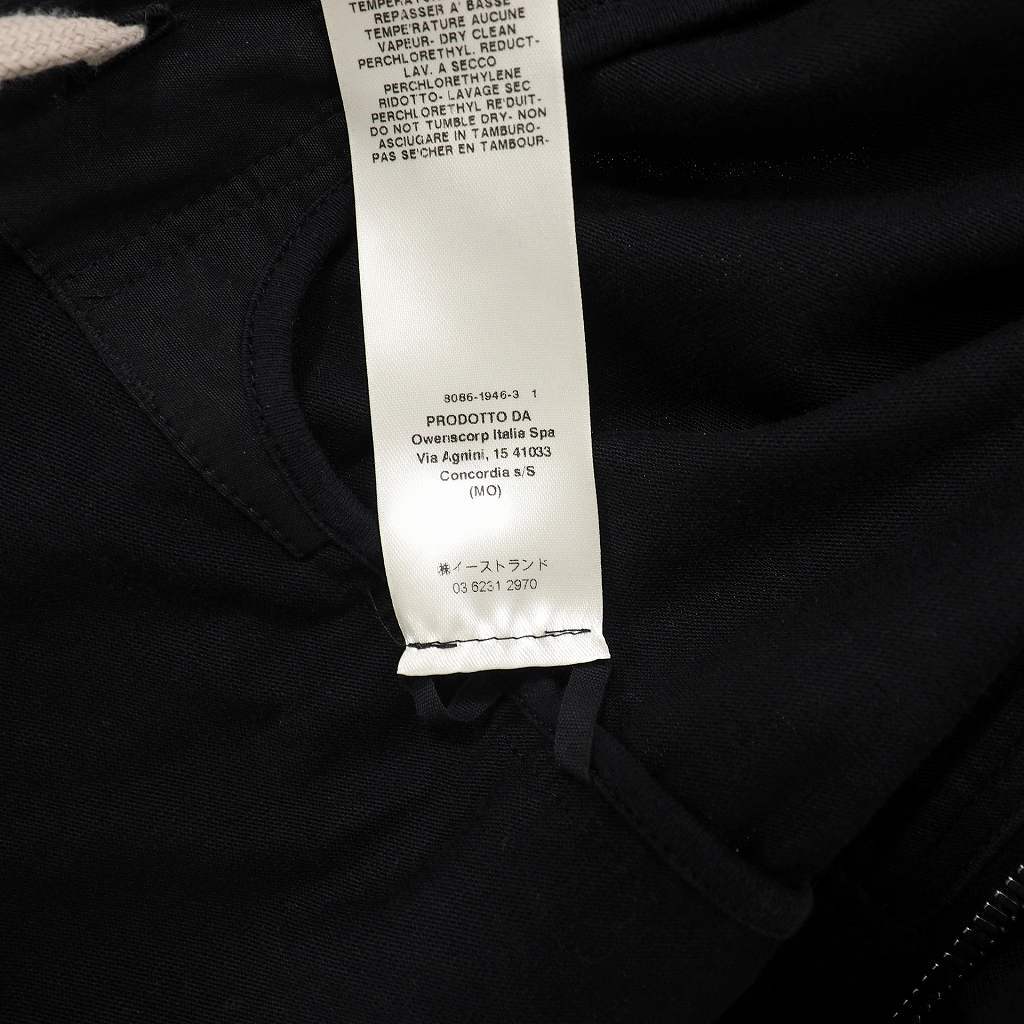 REPASSER A' BASSE
TEMPE'RATURE AUCUNE
VAPEUR- DRY CLEAN
PERCHLORETHYL. REDUCT-
LAV. A SECCO
PERCHLORETHYLENE
RIDOTTO- LAVAGE SEC
PERCHLORETHYL RE'DUIT-
DO NOT TUMBLE DRY- NON
ASCIUGARE IN TAMBURO-
PAS SE'CHER EN TAMBOUR-
8086-1946-3 1
PRODOTTO DA
Owenscorp Italia Spa
Via Agnini, 15 41033
Concordia s/S
(MO)
㈱イーストランド
03 6231 2970